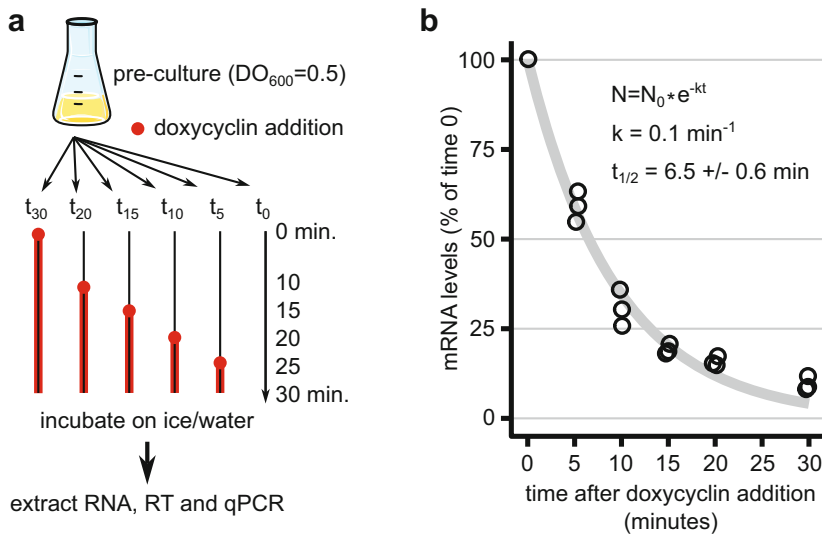 a
pre-culture (DO600=0.5)
doxycyclin addition
t30 t20 t15 t10 t5 t0
0 min.
10
15
20
25
30 min.
incubate on ice/water
extract RNA, RT and qPCR
b
mRNA levels (% of time 0)
100
75
50
25
0
N=N0*e-kt
k = 0.1 min-1
t1/2 = 6.5 +/- 0.6 min
0 5 10 15 20 25 30
time after doxycyclin addition
(minutes)